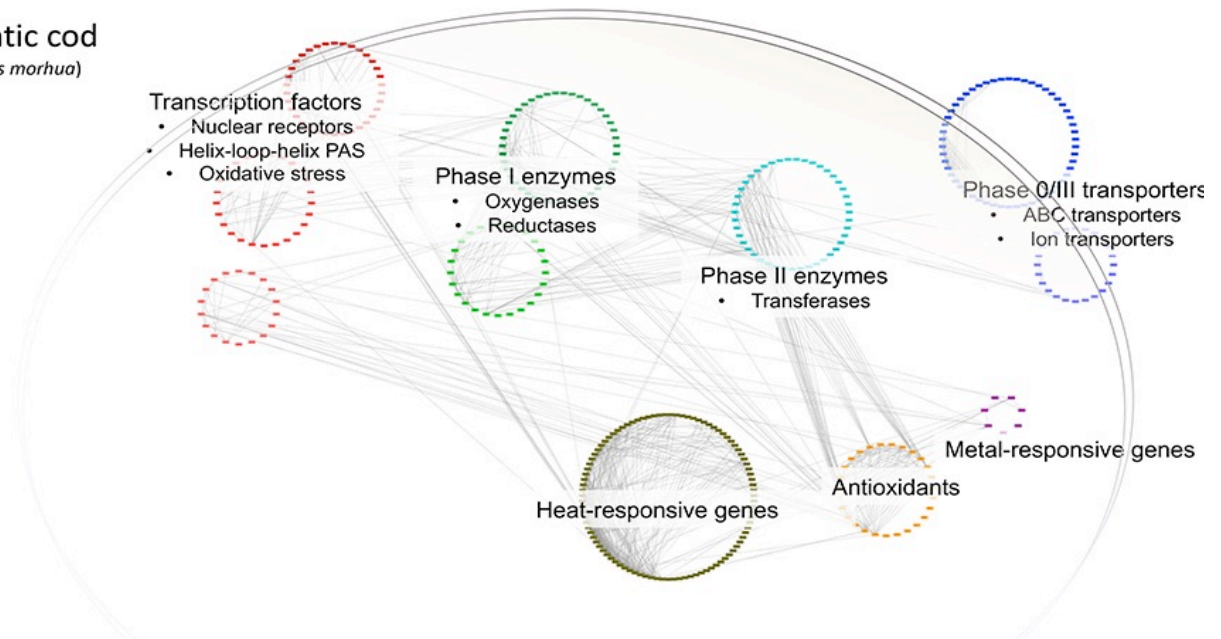 ntic cod
s morhua)
Transcription factors
• Nuclear receptors
• Helix-loop-helix PAS
• Oxidative stress
Phase I enzymes
• Oxygenases
• Reductases
Phase II enzymes
• Transferases
Phase 0/III transporters
• ABC transporters
• Ion transporters
Heat-responsive genes
Antioxidants
Metal-responsive genes